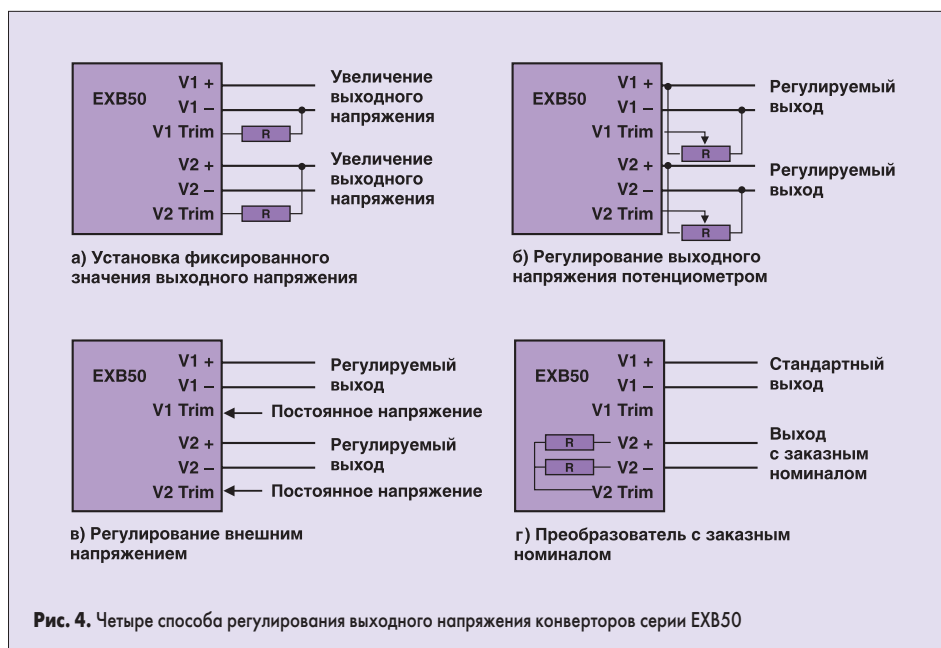 EXB50
V1 +
V1 –
V1 Trim
R
V2 +
V2 –
V2 Trim
R
Увеличение
выходного
напряжения
Увеличение
выходного
напряжения
а) Установка фиксированного
значения выходного напряжения
EXB50
V1 +
V1 –
V1 Trim
R
V2 +
V2 –
V2 Trim
R
Регулируемый
выход
Регулируемый
выход
б) Регулирование выходного
напряжения потенциометром
EXB50
V1 +
V1 –
V1 Trim
V2 +
V2 –
V2 Trim
Регулируемый
выход
Постоянное напряжение
Регулируемый
выход
Постоянное напряжение
в) Регулирование внешним
напряжением
EXB50
V1 +
V1 –
V1 Trim
R
V2 +
R
V2 –
V2 Trim
Стандартный
выход
Выход
с заказным
номиналом
г) Преобразователь с заказным
номиналом
Рис. 4. Четыре способа регулирования выходного напряжения конверторов серии EXB50